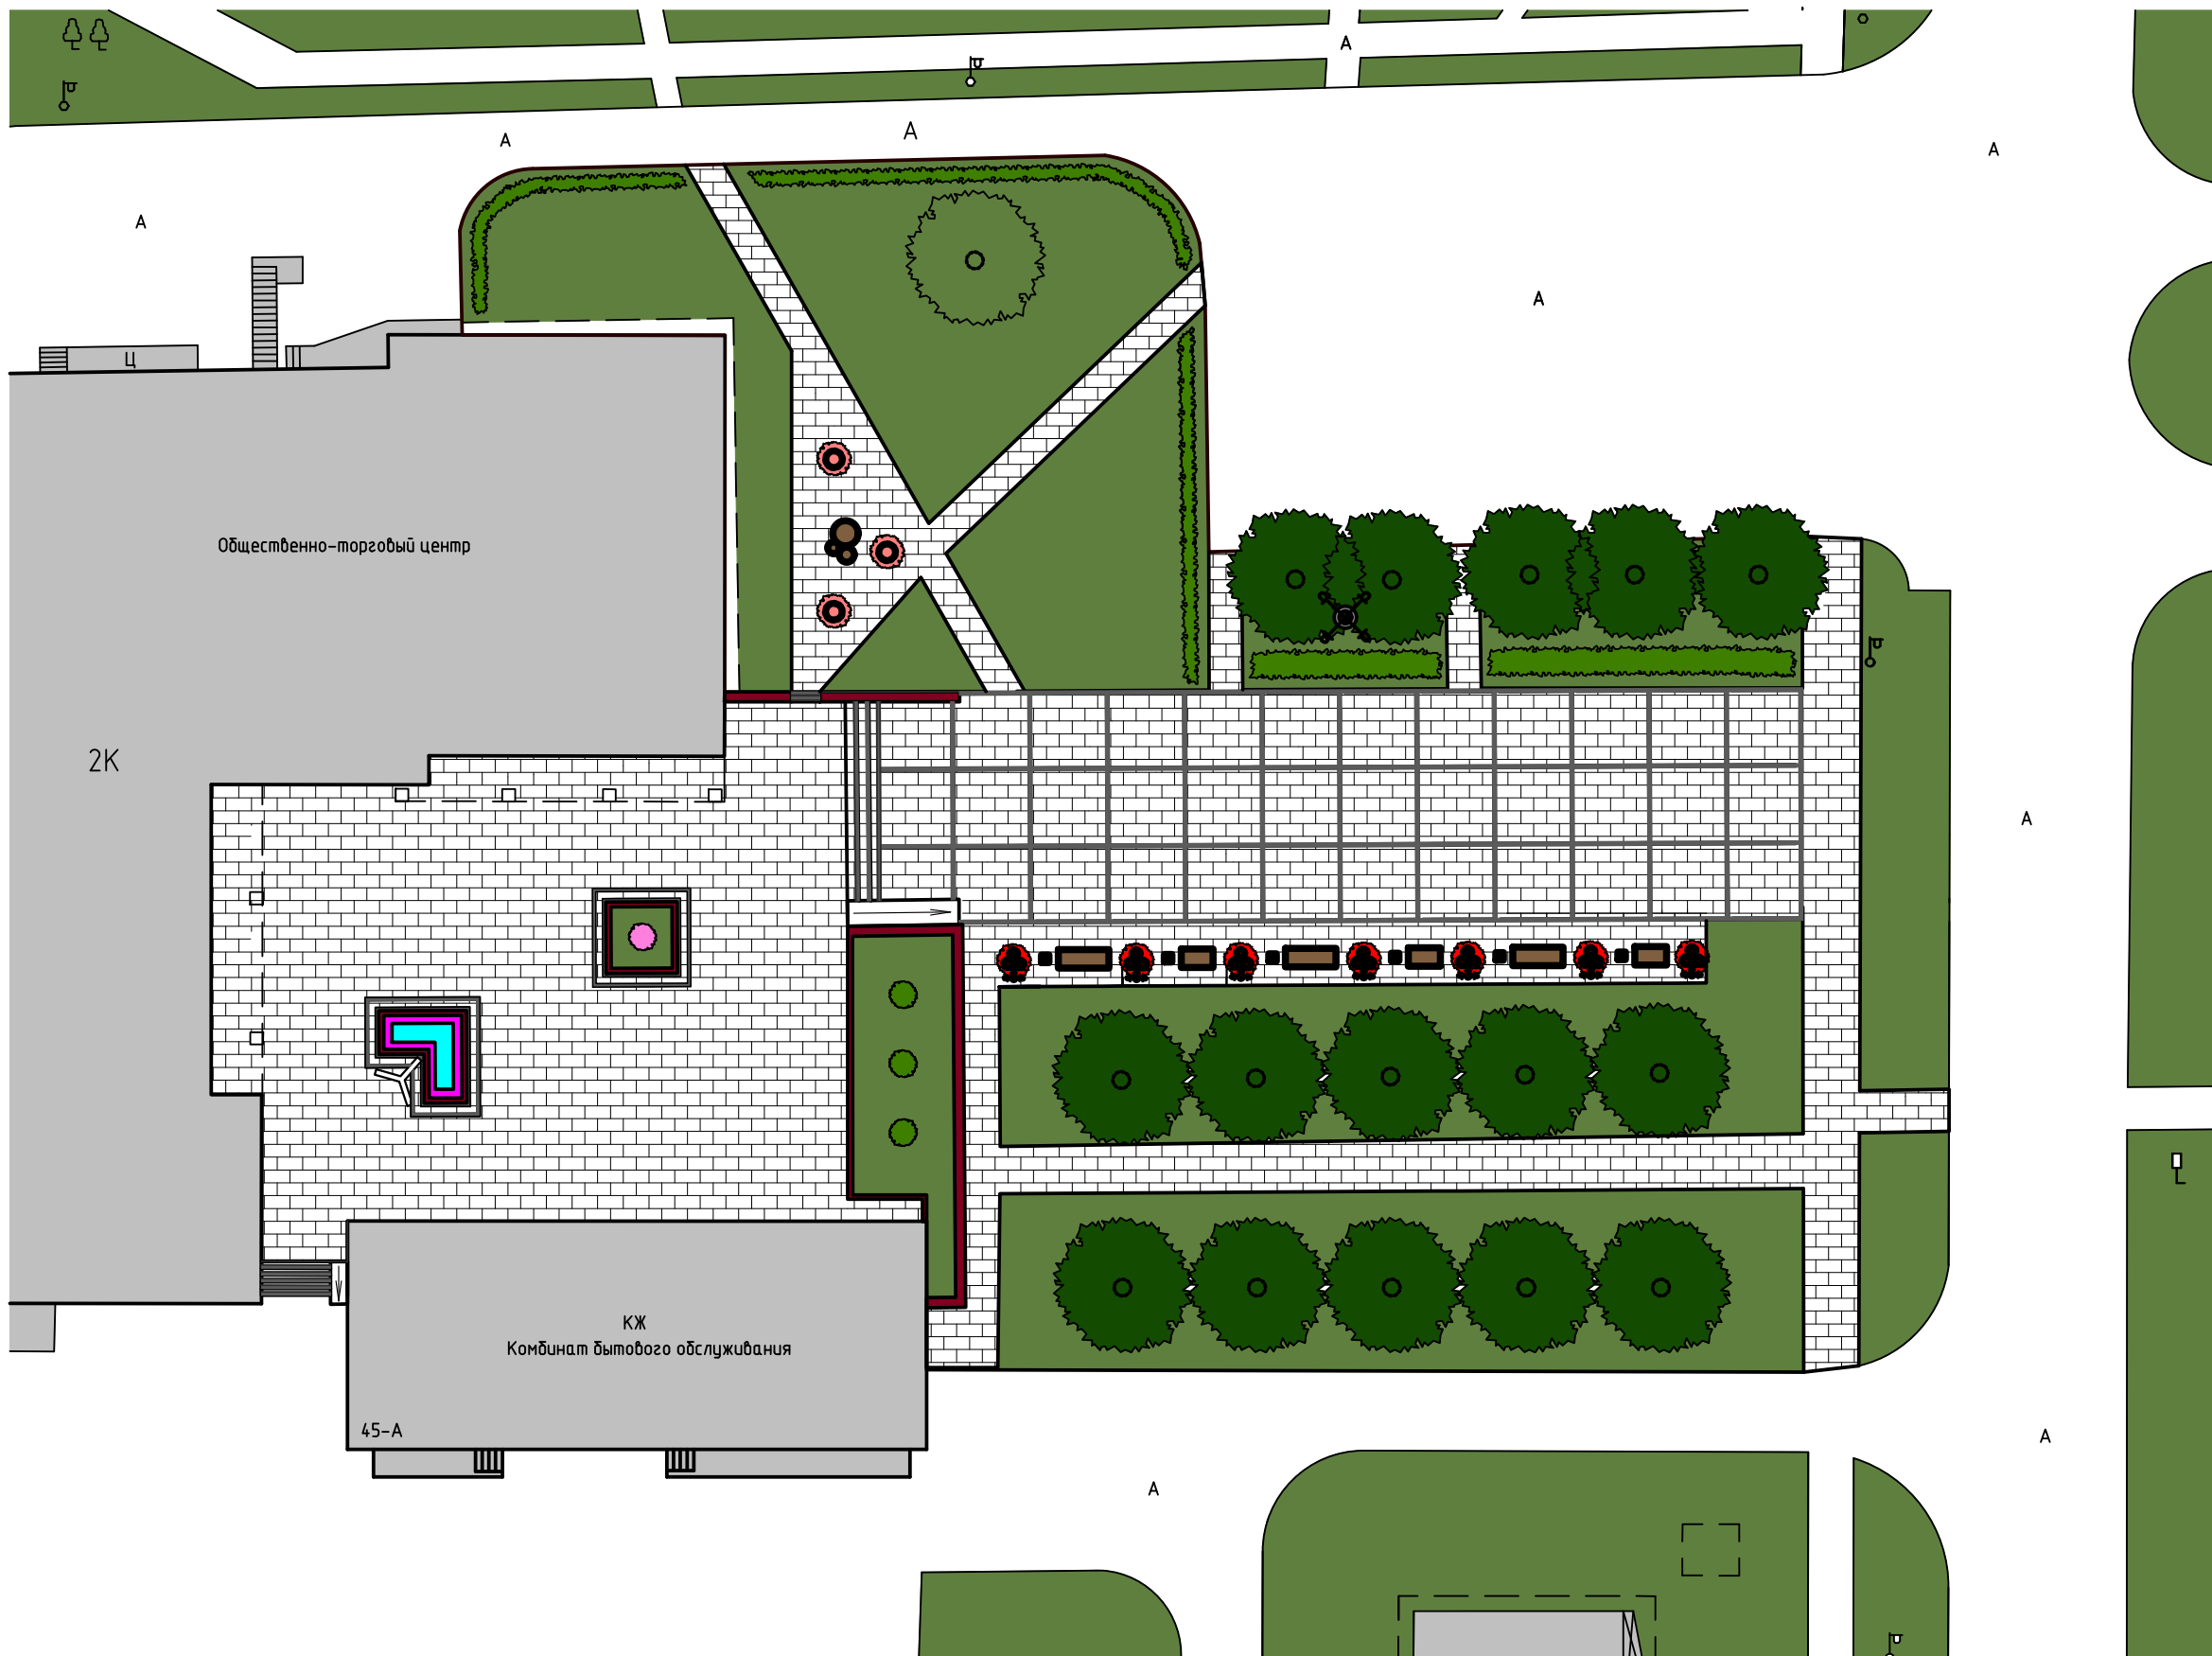 А
А
А
А
А
А
Ц
Общественно-торговый центр
2К
А
КЖ
Комбинат бытового обслуживания
45-А
А
А